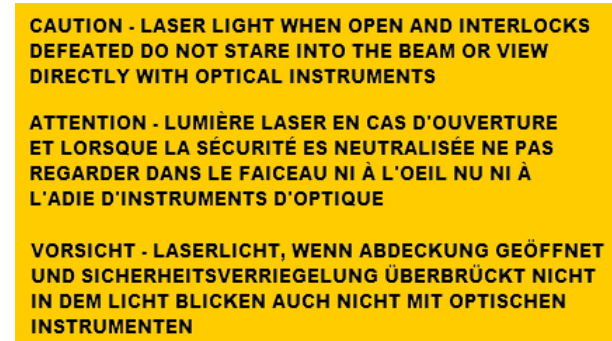 CAUTION - LASER LIGHT WHEN OPEN AND INTERLOCKS
DEFEATED DO NOT STARE INTO THE BEAM OR VIEW
DIRECTLY WITH OPTICAL INSTRUMENTS
ATTENTION - LUMIÈRE LASER EN CAS D'OUVERTURE
ET LORSQUE LA SÉCURITÉ ES NEUTRALISÉE NE PAS
REGARDER DANS LE FAICEAU NI À L'OEIL NU NI À
L'ADIE D'INSTRUMENTS D'OPTIQUE
VORSICHT - LASERLICHT, WENN ABDECKUNG GEÖFFNET
UND SICHERHEITSVERRIEGELUNG ÜBERBRÜCKT NICHT
IN DEM LICHT BLICKEN AUCH NICHT MIT OPTISCHEN
INSTRUMENTEN